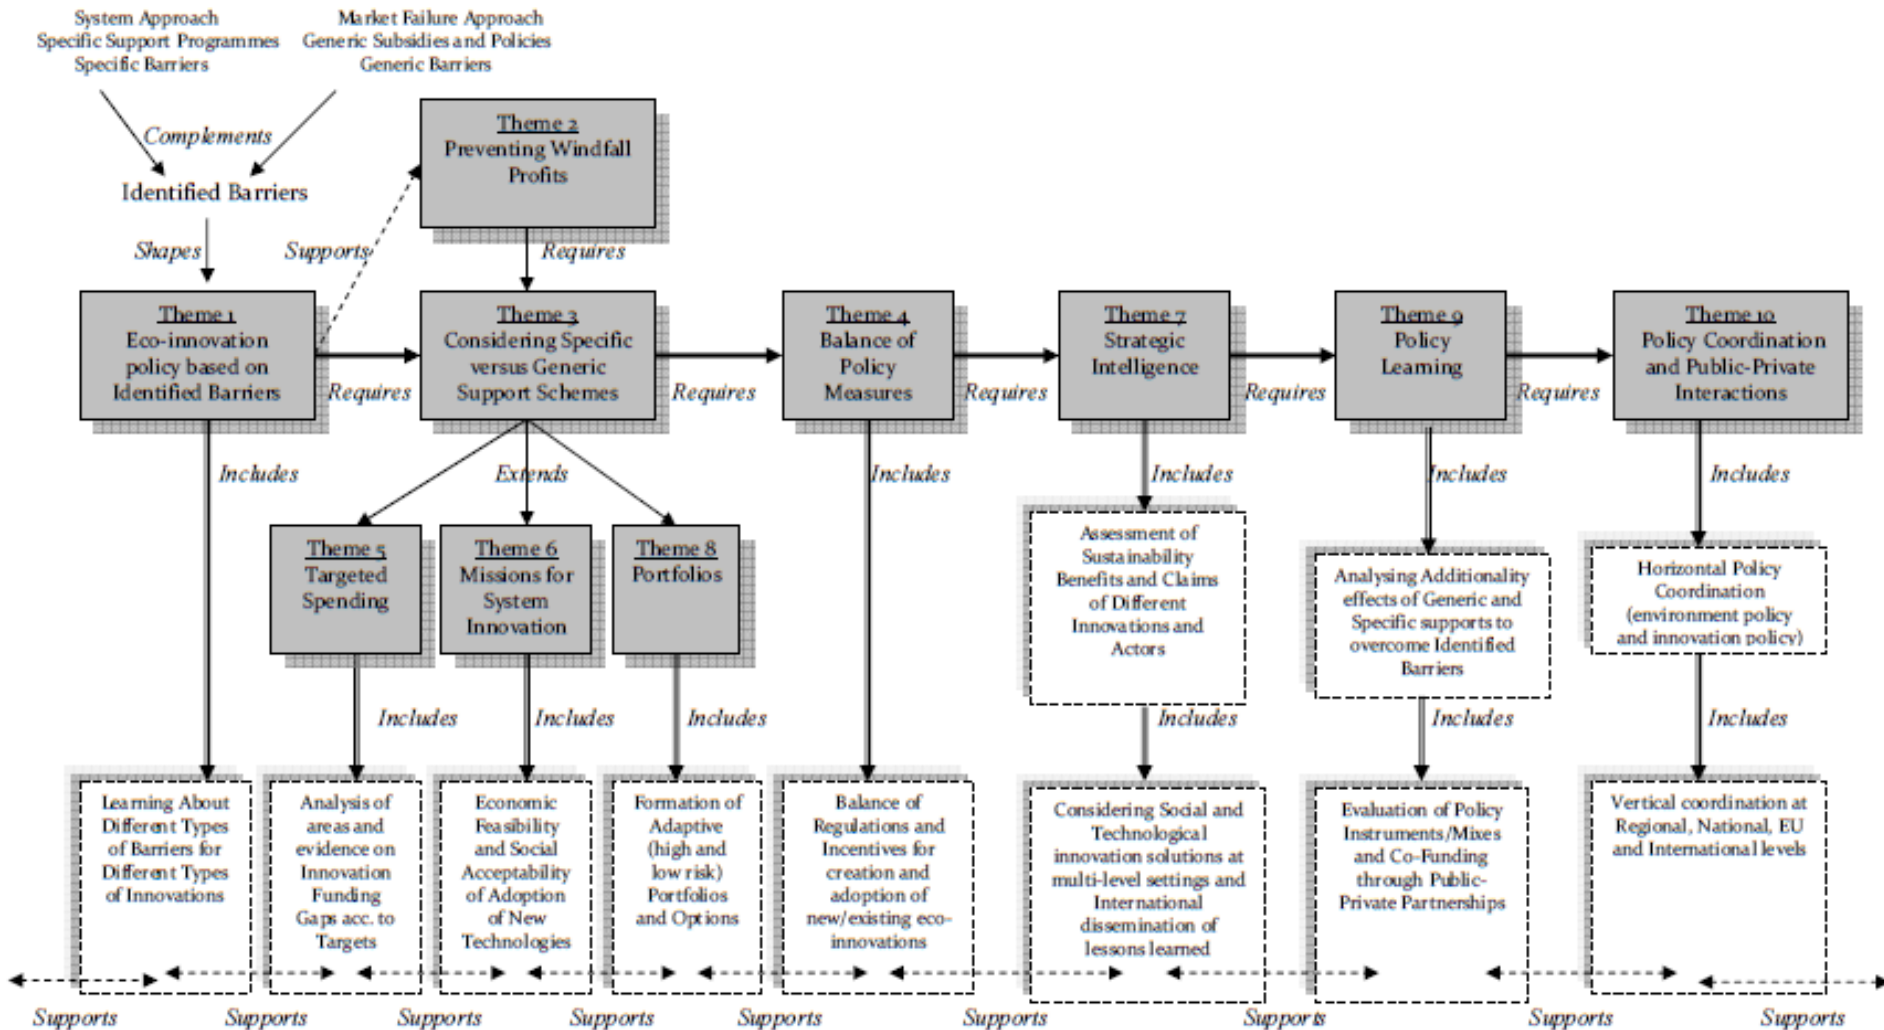 System Approach
Specific Support Programmes
Specific Barriers
Market Failure Approach
Generic Subsidies and Policies
Generic Barriers
Complements
Identified Barriers
Shapes
Supports
Theme 2
Preventing Windfall
Profits
Requires
Theme 1
Eco-innovation
policy based on
Identified Barriers
Requires
Theme 3
Considering Specific
versus Generic
Support Schemes
Requires
Theme 4
Balance of
Policy
Measures
Requires
Theme 7
Strategic
Intelligence
Requires
Theme 9
Policy
Learning
Requires
Theme 10
Policy Coordination
and Public-Private
Interactions
Includes
Extends
Includes
Includes
Includes
Includes
Theme 5
Targeted
Spending
Theme 6
Missions for
System
Innovation
Theme 8
Portfolios
Assessment of
Sustainability
Benefits and Claims
of Different
Innovations and
Actors
Analysing Additionality
effects of Generic and
Specific supports to
overcome Identified
Barriers
Horizontal Policy
Coordination
(environment policy
and innovation policy)
Includes
Includes
Includes
Includes
Includes
Includes
Learning About
Different Types
of Barriers for
Different Types
of Innovations
Analysis of
areas and
evidence on
Innovation
Funding
Gaps acc. to
Targets
Economic
Feasibility
and Social
Acceptability
of Adoption
of New
Technologies
Formation of
Adaptive
(high and
low risk)
Portfolios
and Options
Balance of
Regulations and
Incentives for
creation and
adoption of
new/existing eco-
innovations
Considering Social and
Technological
innovation solutions at
multi-level settings and
International
dissemination of
lessons learned
Evaluation of Policy
Instruments/Mixes
and Co-Funding
through Public-
Private Partnerships
Vertical coordination at
Regional, National, EU
and International levels
Supports
Supports
Supports
Supports
Supports
Supports
Supports
Supports
Supports